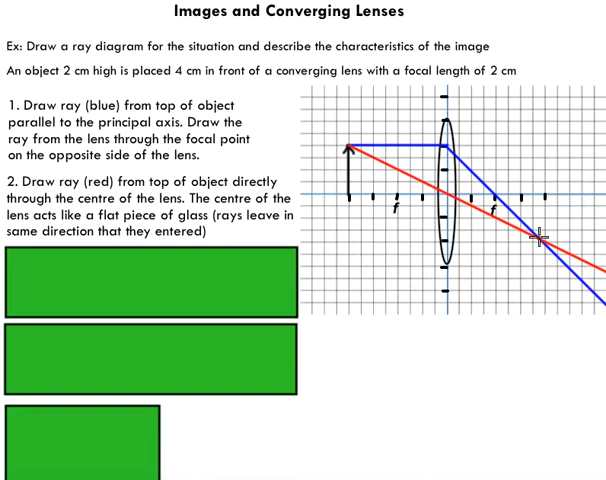 Images and Converging Lenses
Ex: Draw a ray diagram for the situation and describe the characteristics of the image
An object 2 cm high is placed 4 cm in front of a converging lens with a focal length of 2 cm
1. Draw ray (blue) from top of object
parallel to the principal axis. Draw the
ray from the lens through the focal point
on the opposite side of the lens.
2. Draw ray (red) from top of object directly
through the centre of the lens. The centre of the
lens acts like a flat piece of glass (rays leave in
same direction that they entered)
f
f